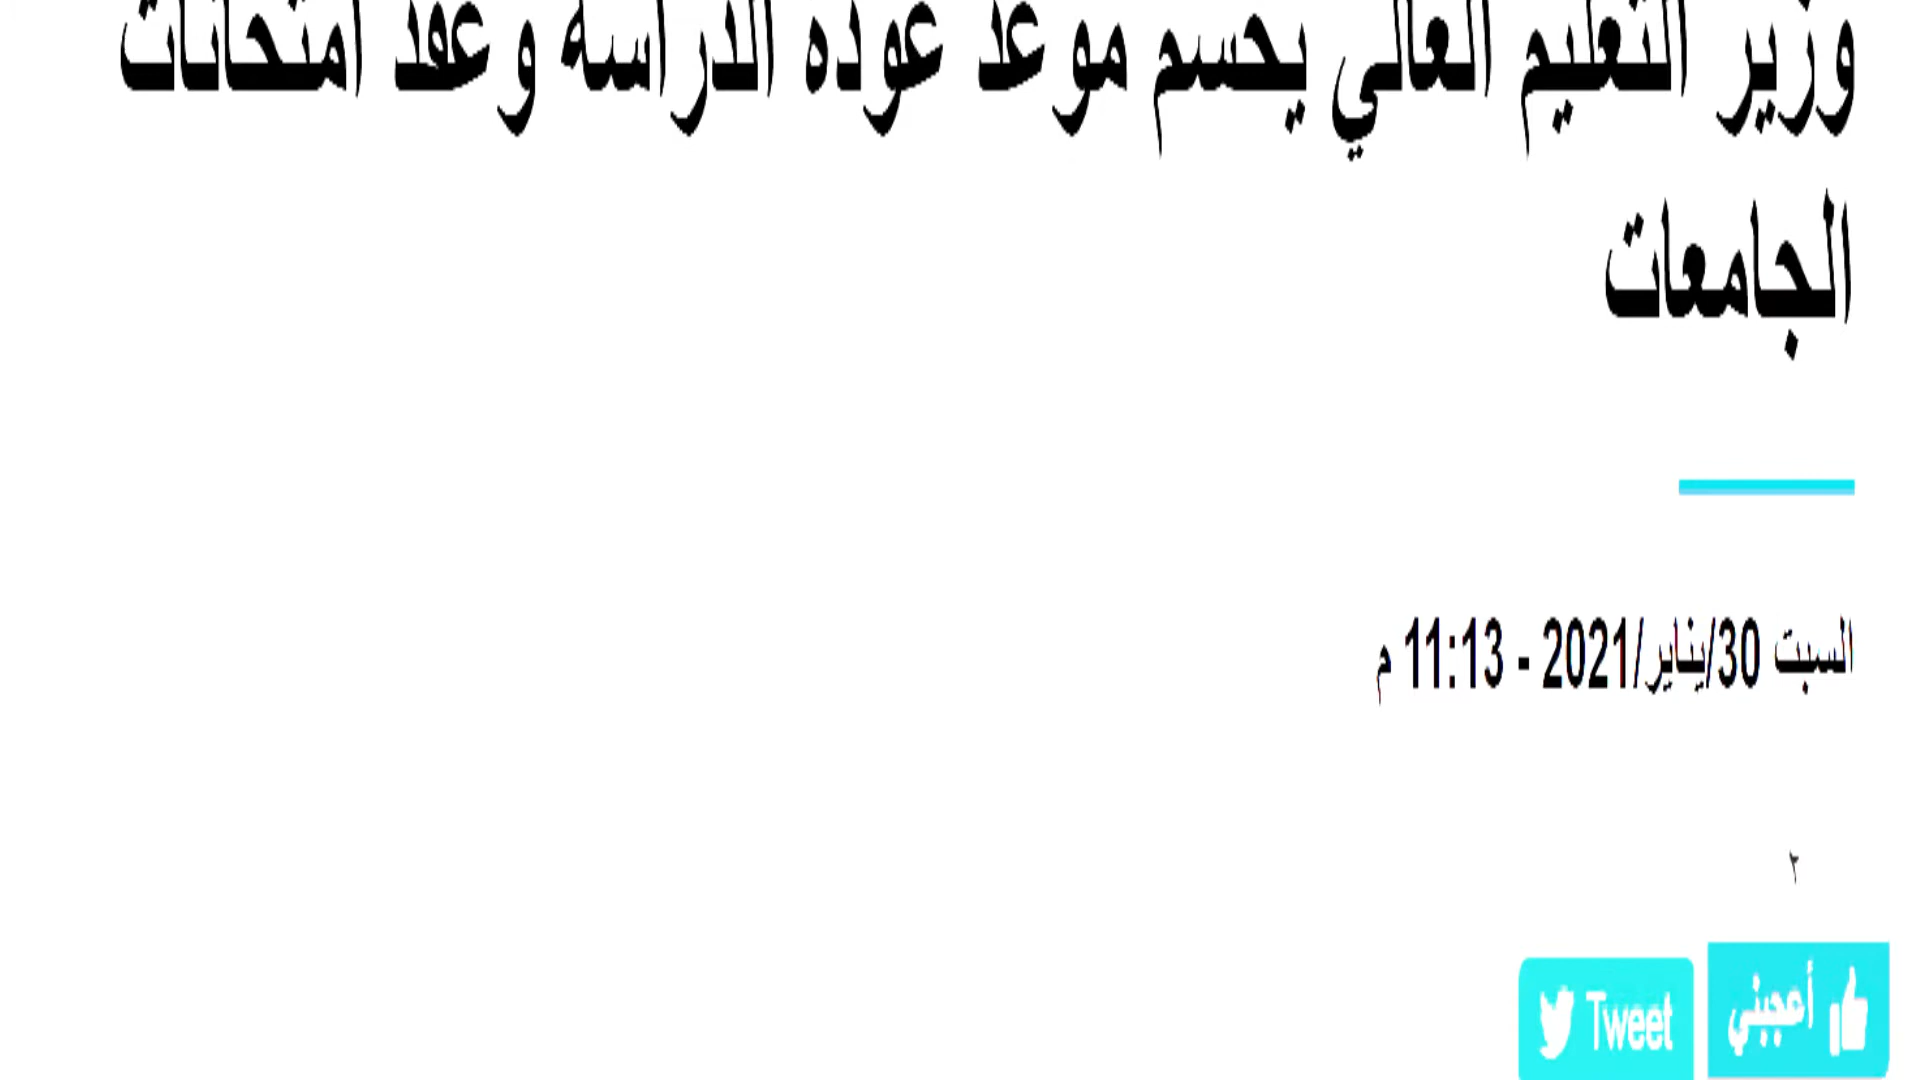 وزير التعليم العالي يحسم موعد عودة الدراسة وعقد امتحانات
الجامعات
السبت 30/يناير/2021 - 11:13 م
٢
أعجبني
Tweet